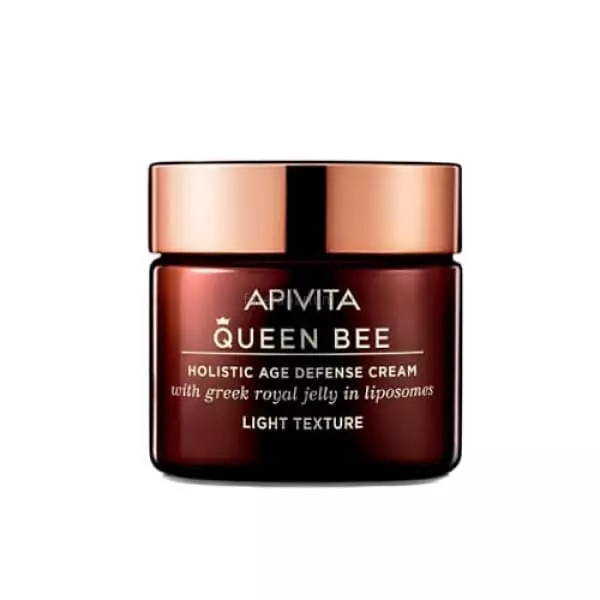 APIVITA
QUEEN BEE
HOLISTIC AGE DEFENSE CREAM
with greek royal jelly in liposomes
LIGHT TEXTURE